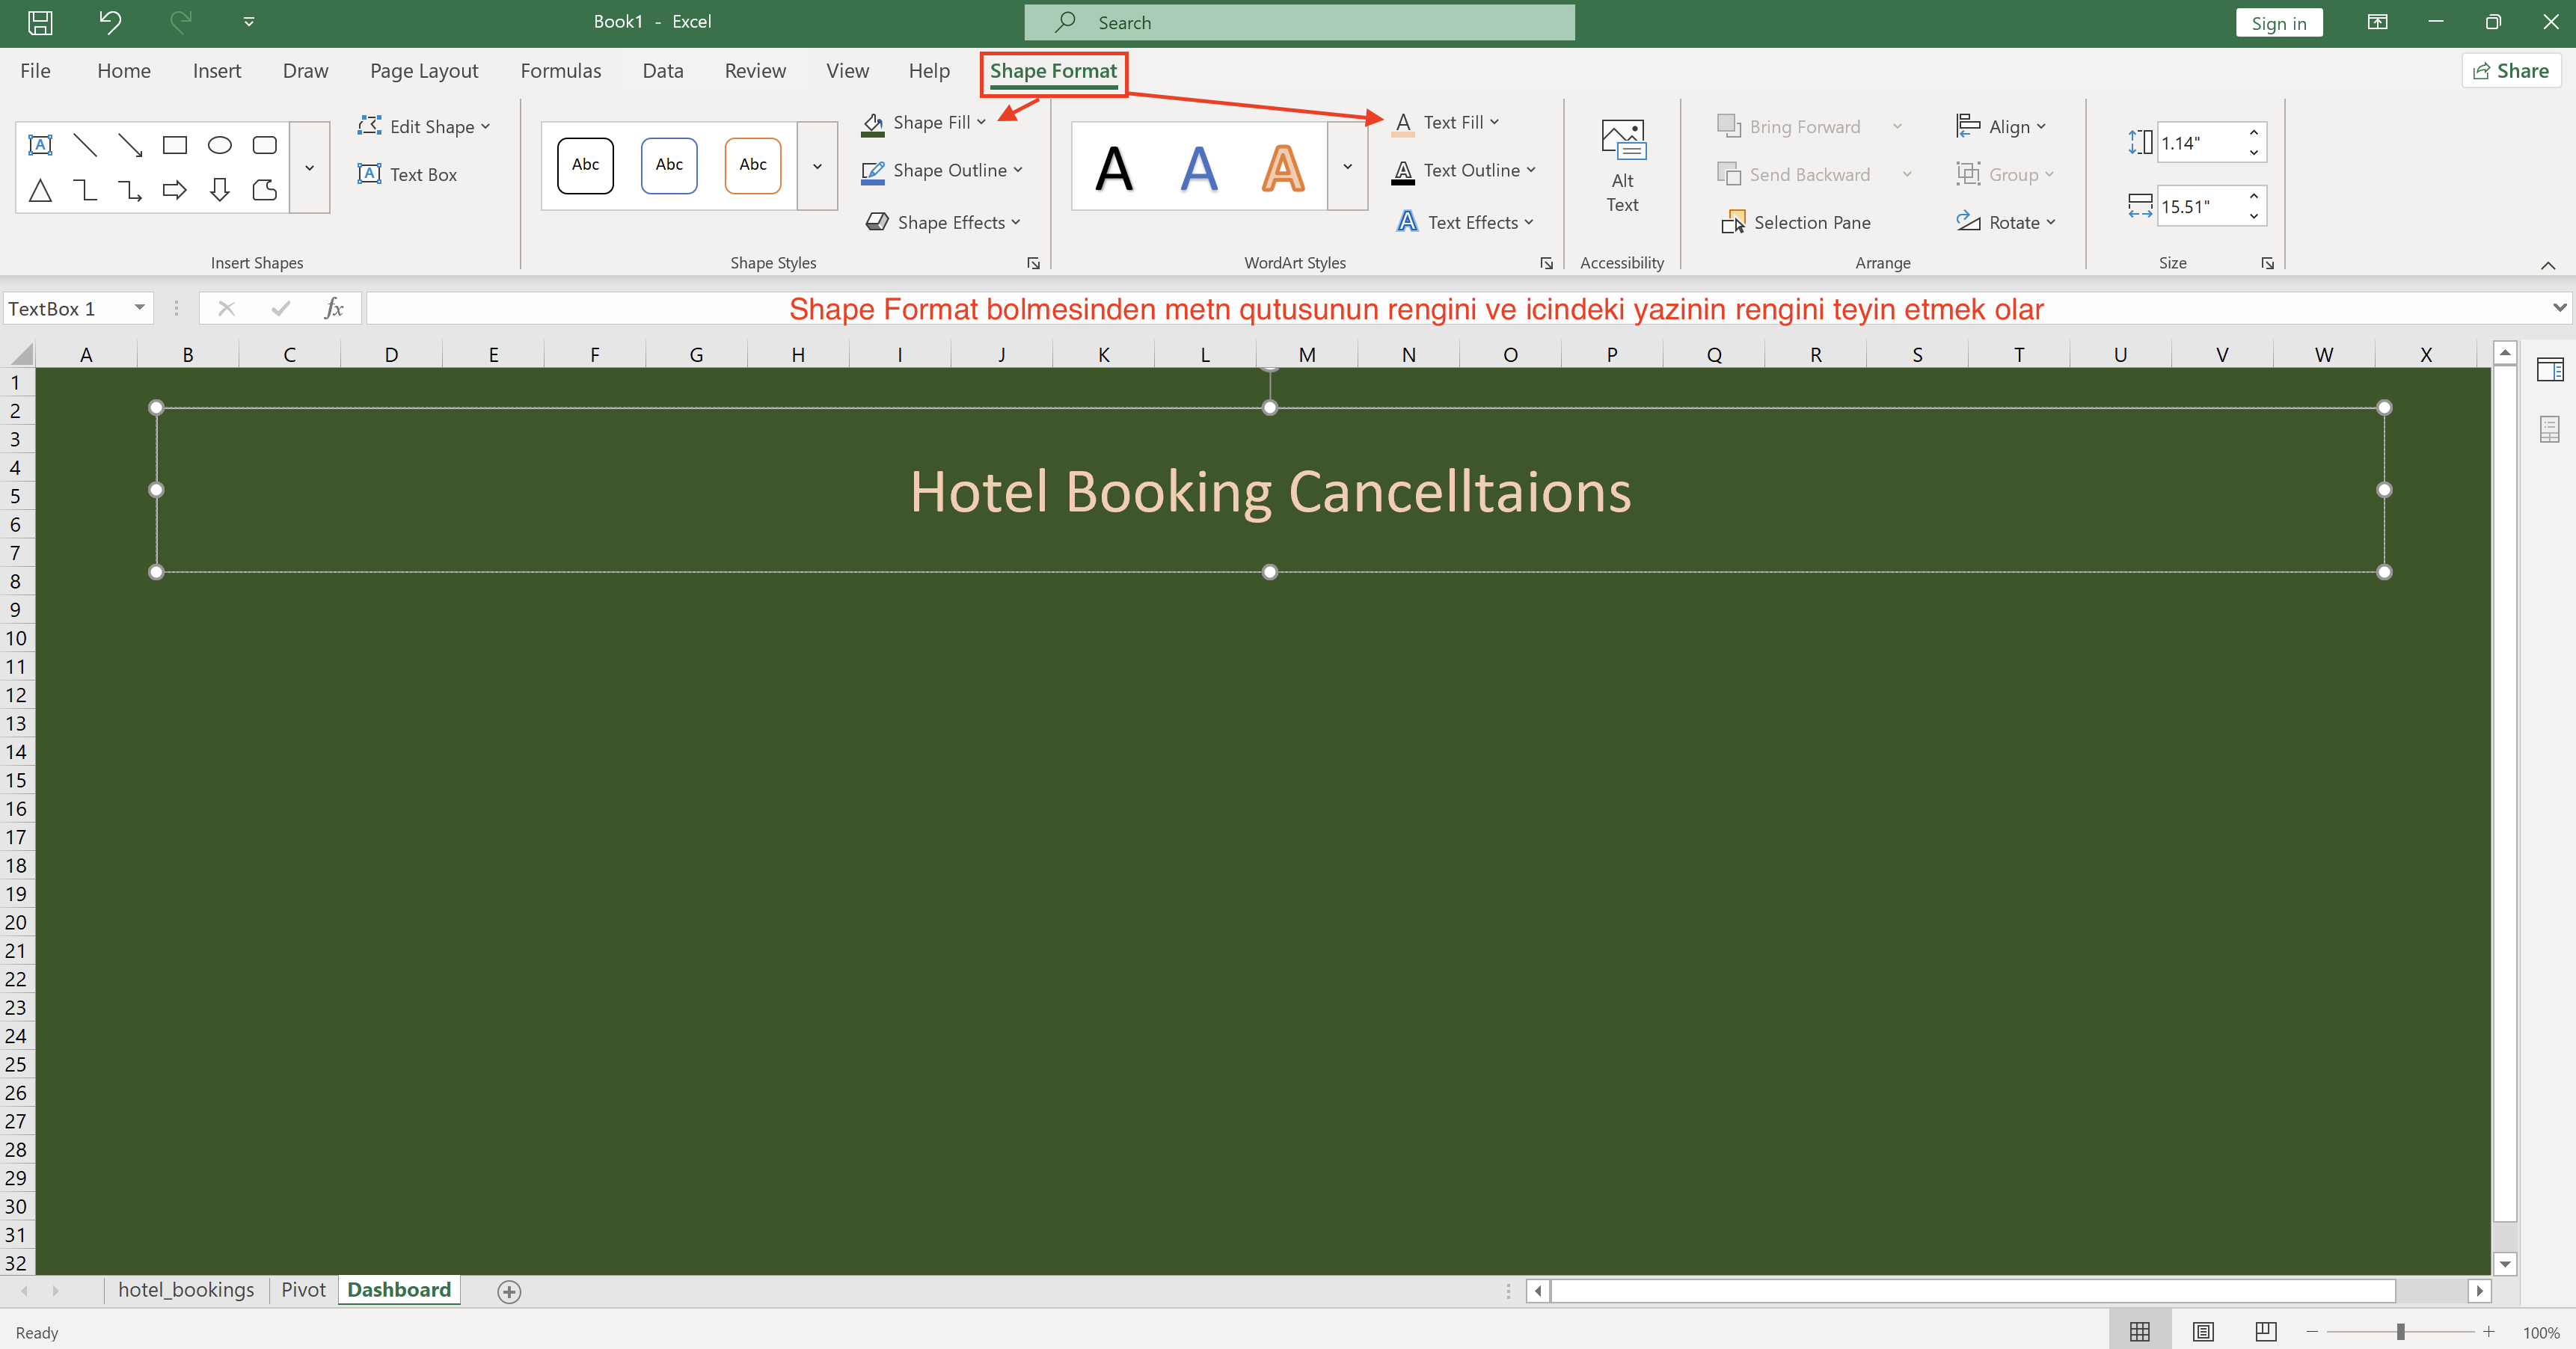 Book1 - Excel
Search
Sign in
File Home Insert Draw Page Layout Formulas Data Review View Help Shape Format
Share
Edit Shape
Text Box
Insert Shapes
Abc Abc Abc
Shape Fill
Shape Outline
Shape Effects
Shape Styles
A A A
Text Fill
Text Outline
Text Effects
WordArt Styles
Alt
Text
Accessibility
Bring Forward
Send Backward
Selection Pane
Align
Group
Rotate
Arrange
1.14"
15.51"
Size
TextBox 1
fx
Shape Format bolmesinden metn qutusunun rengini ve icindeki yazinin rengini teyin etmek olar
A B C D E F G H I J K L M N O P Q R S T U V W X
1
2
3
4
5
6
7
8
9
10
11
12
13
14
15
16
17
18
19
20
21
22
23
24
25
26
27
28
29
30
31
32
Hotel Booking Cancelltaions
hotel_bookings Pivot Dashboard
Ready
100%